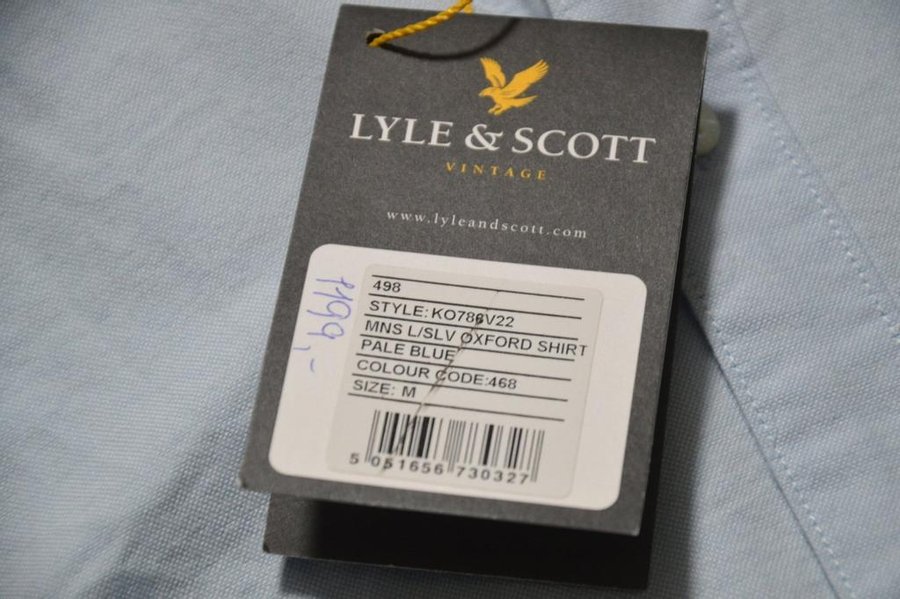 LYLE & SCOTT
VINTAGE
www.lyleandscott.com
1199,-
498
STYLE: KO786V22
MNS L/SLV OXFORD SHIRT
PALE BLUE
COLOUR CODE:468
SIZE: M
5 051656 730327